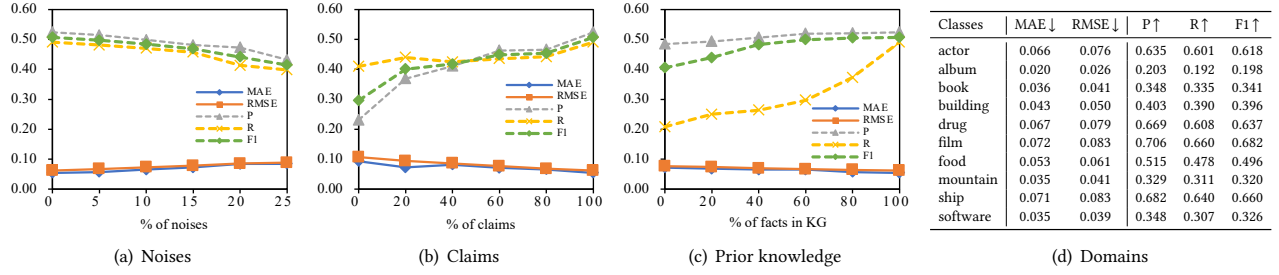 0.60
0.50
0.40
0.30
0.20
0.10
0.00
0 5 10 15 20 25
MAE
RMSE
P
R
F1
% of noises
(a) Noises
0.60
0.50
0.40
0.30
0.20
0.10
0.00
0 20 40 60 80 100
MAE
RMSE
P
R
F1
% of claims
(b) Claims
0.60
0.50
0.40
0.30
0.20
0.10
0.00
0 20 40 60 80 100
MAE
RMSE
P
R
F1
% of facts in KG
(c) Prior knowledge
Classes MAE↓ RMSE↓ P↑ R↑ F1↑
actor 0.066 0.076 0.635 0.601 0.618
album 0.020 0.026 0.203 0.192 0.198
book 0.036 0.041 0.348 0.335 0.341
building 0.043 0.050 0.403 0.390 0.396
drug 0.067 0.079 0.669 0.608 0.637
film 0.072 0.083 0.706 0.660 0.682
food 0.053 0.061 0.515 0.478 0.496
mountain 0.035 0.041 0.329 0.311 0.320
ship 0.071 0.083 0.682 0.640 0.660
software 0.035 0.039 0.348 0.307 0.326
(d) Domains